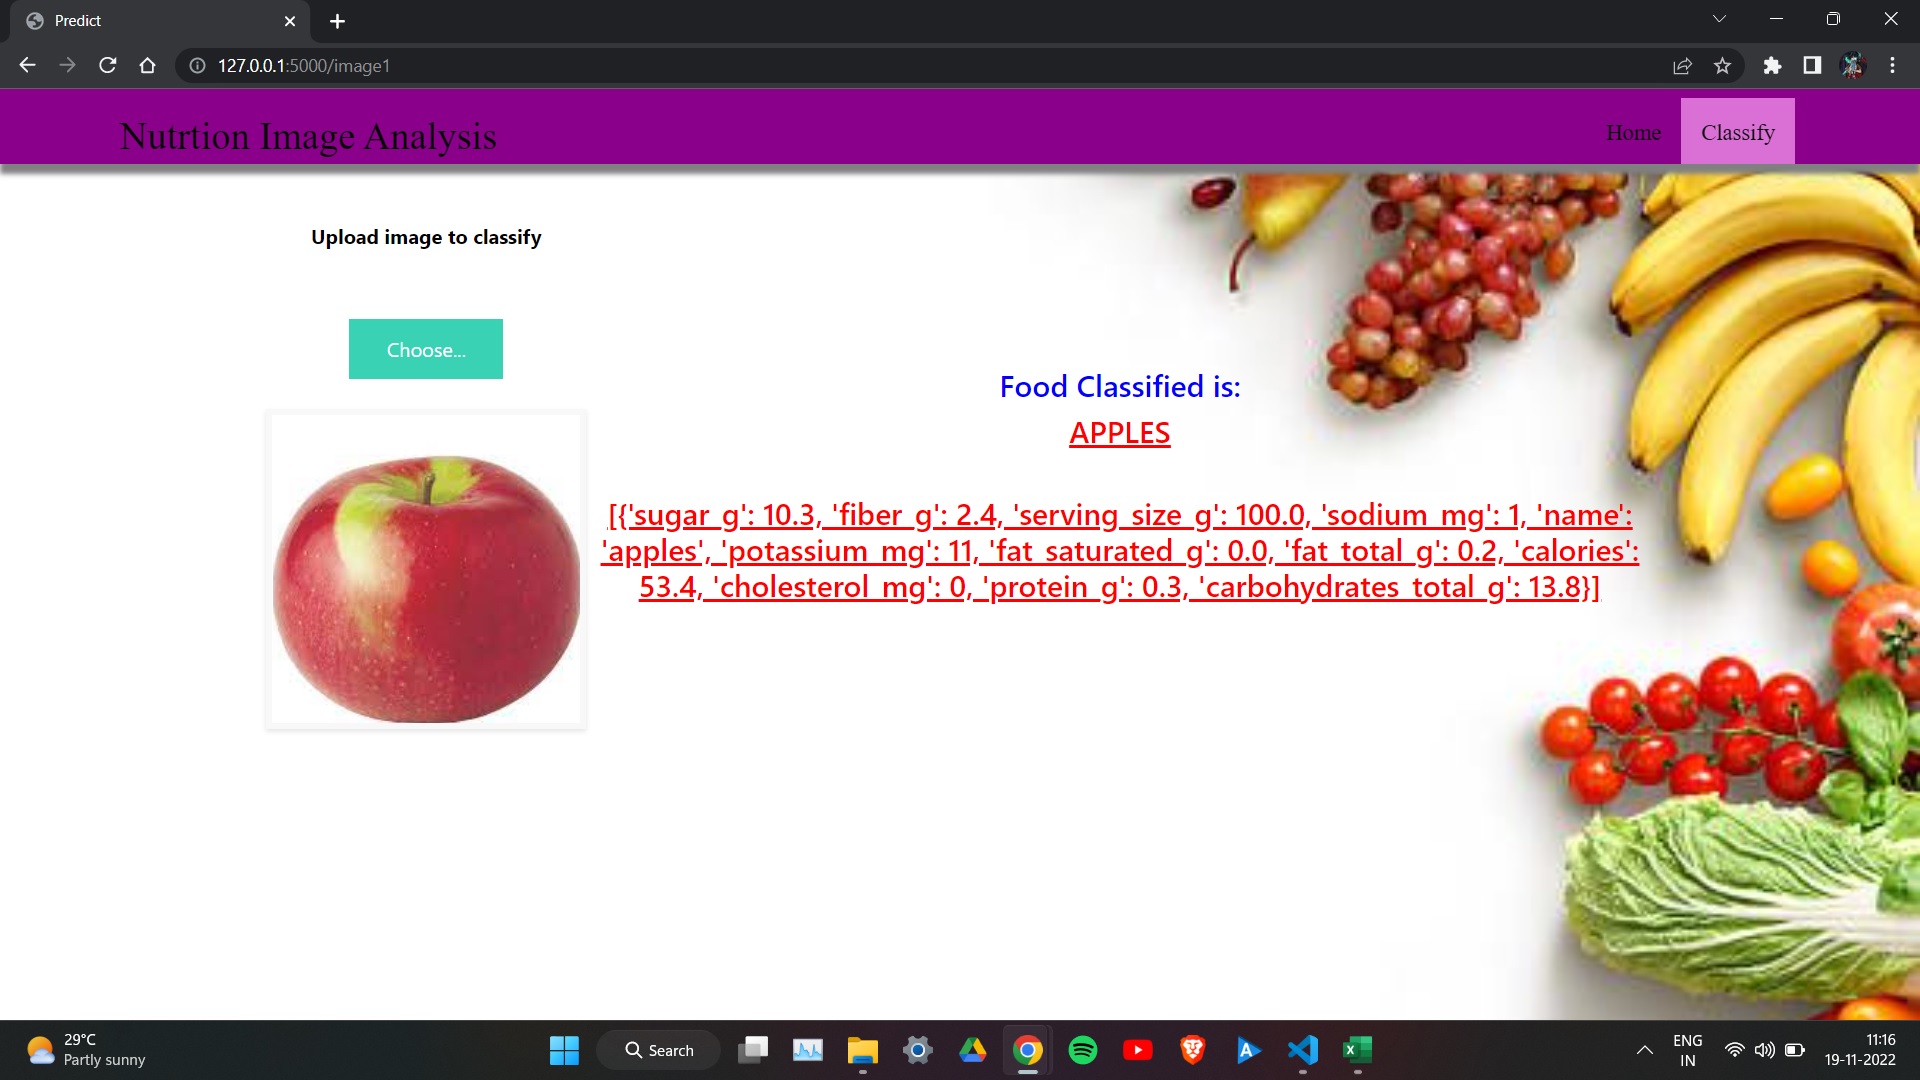 Predict
127.0.0.1:5000/image1
Nutrtion Image Analysis
Home
Classify
Upload image to classify
Choose...
Food Classified is:
APPLES
[{'sugar_g': 10.3, 'fiber_g': 2.4, 'serving_size_g': 100.0, 'sodium_mg': 1, 'name':
'apples', 'potassium_mg': 11, 'fat_saturated_g': 0.0, 'fat_total_g': 0.2, 'calories':
53.4, 'cholesterol_mg': 0, 'protein_g': 0.3, 'carbohydrates_total_g': 13.8}]
29°C
Partly sunny
Search
ENG
IN
11:16
19-11-2022